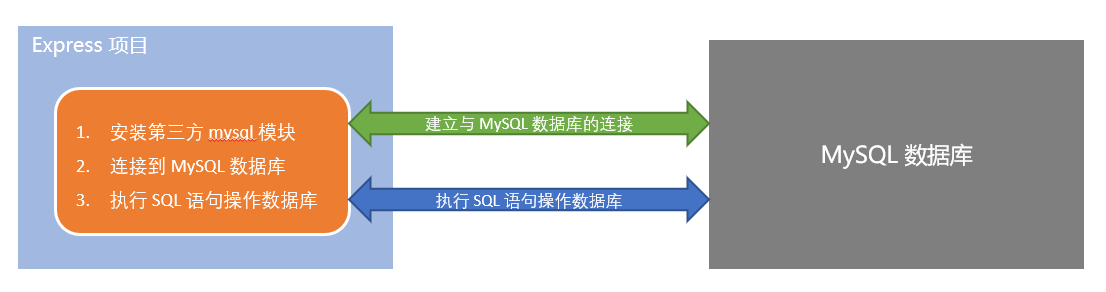 Express 项目
1. 安装第三方 mysql 模块
2. 连接到 MySQL 数据库
3. 执行 SQL 语句操作数据库
建立与 MySQL 数据库的连接
执行 SQL 语句操作数据库
MySQL 数据库